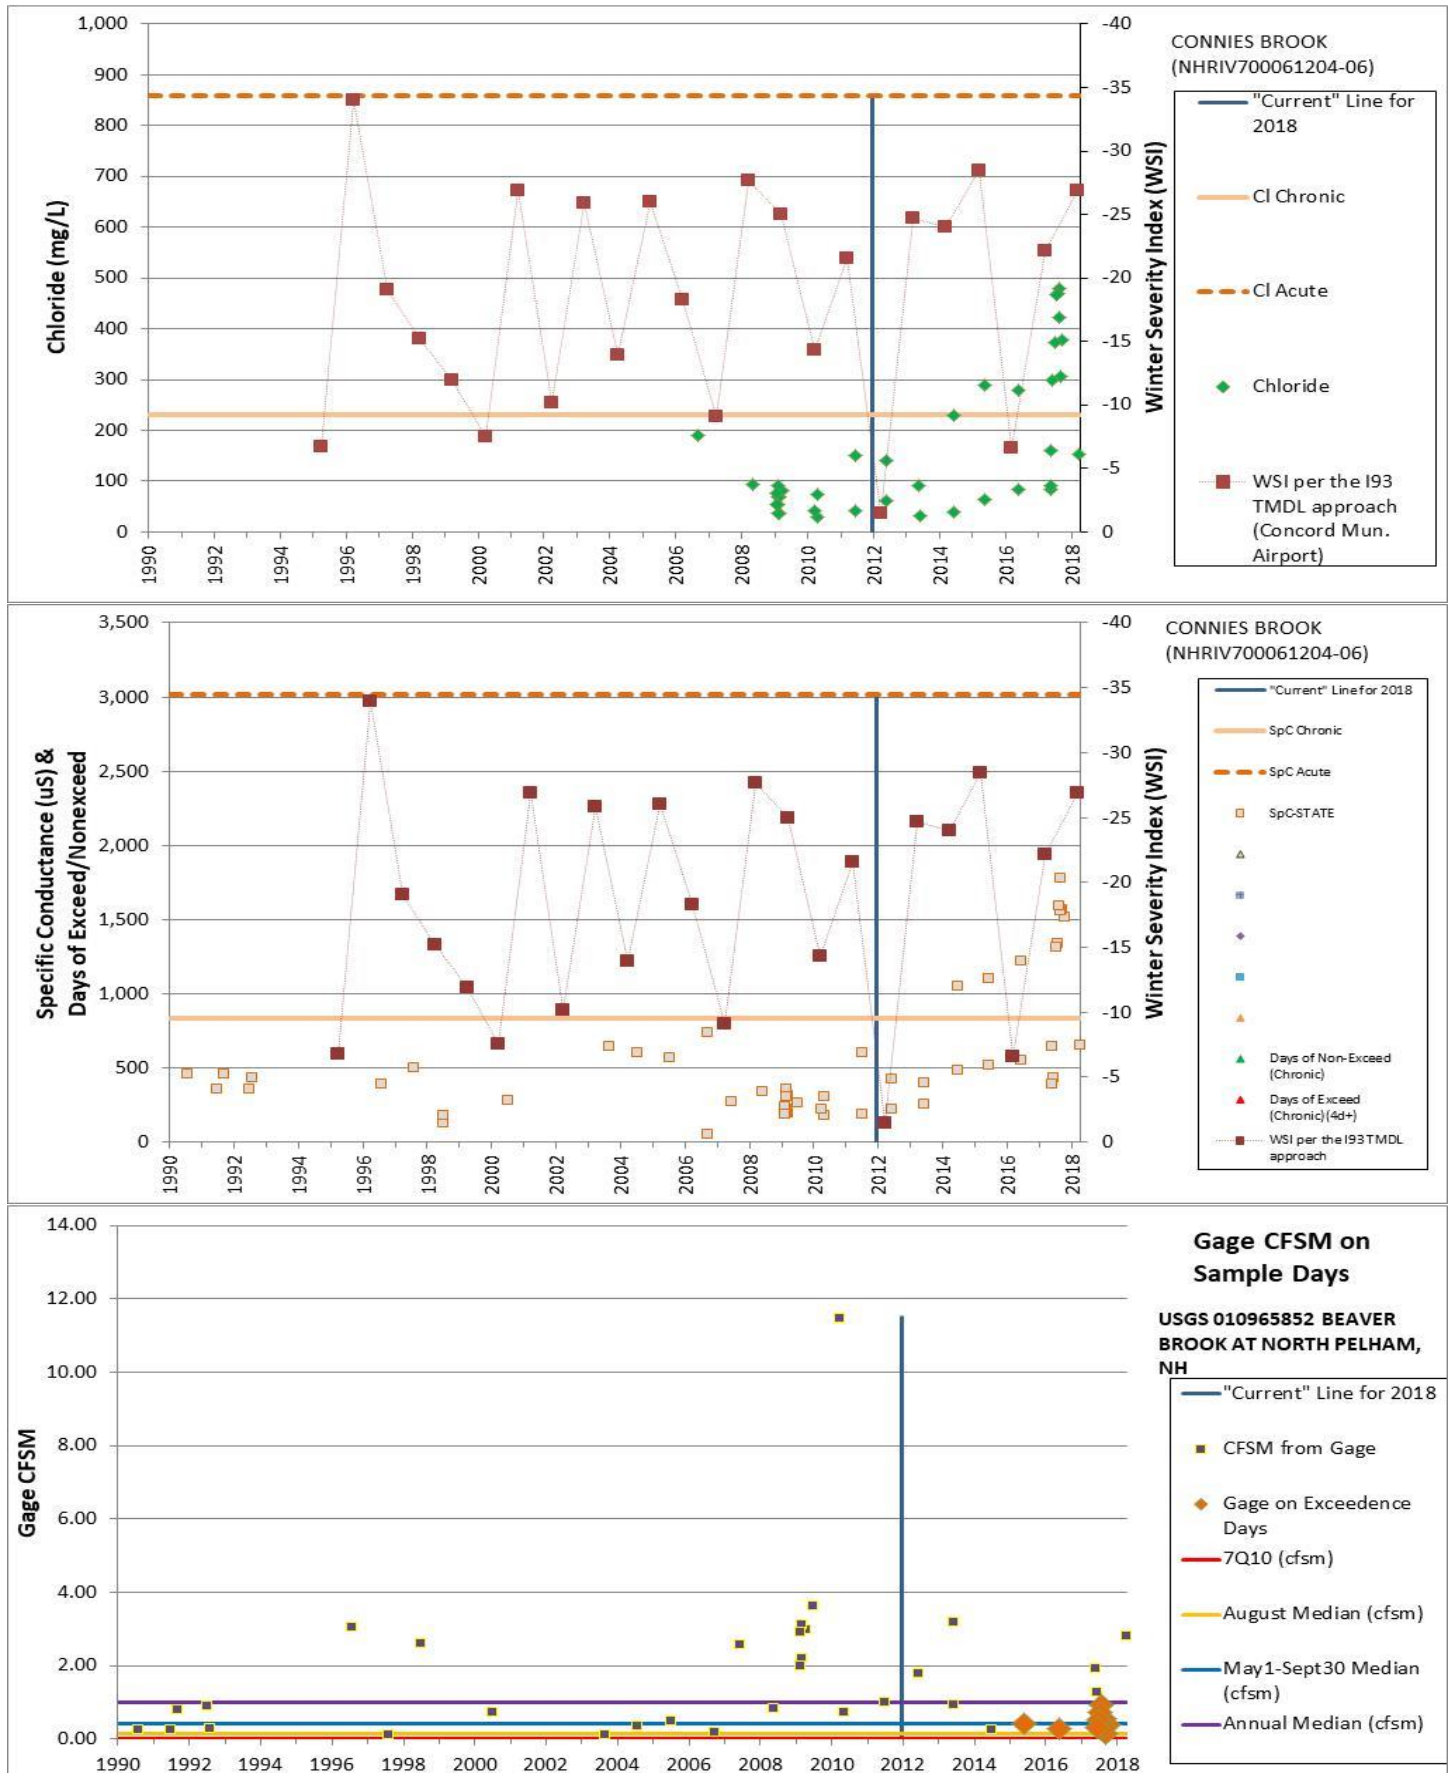 1,000
900
800
700
600
500
400
300
200
100
0
Chloride (mg/L)
-40
-35
-30
-25
-20
-15
-10
-5
0
Winter Severity Index (WSI)
1990
1992
1994
1996
1998
2000
2002
2004
2006
2008
2010
2012
2014
2016
2018
CONNIES BROOK
(NHRIV700061204-06)
"Current" Line for
2018
Cl Chronic
Cl Acute
Chloride
WSI per the I93
TMDL approach
(Concord Mun.
Airport)
3,500
3,000
2,500
2,000
1,500
1,000
500
0
Specific Conductance (uS) &
Days of Exceed/Nonexceed
-40
-35
-30
-25
-20
-15
-10
-5
0
Winter Severity Index (WSI)
1990
1992
1994
1996
1998
2000
2002
2004
2006
2008
2010
2012
2014
2016
2018
CONNIES BROOK
(NHRIV700061204-06)
"Current" Line for 2018
SpC Chronic
SpC Acute
SpC-STATE
Days of Non-Exceed
(Chronic)
Days of Exceed
(Chronic)(4d+)
WSI per the I93 TMDL
approach
14.00
12.00
10.00
8.00
6.00
4.00
2.00
0.00
Gage CFSM
1990
1992
1994
1996
1998
2000
2002
2004
2006
2008
2010
2012
2014
2016
2018
Gage CFSM on
Sample Days
USGS 010965852 BEAVER
BROOK AT NORTH PELHAM,
NH
"Current" Line for 2018
CFSM from Gage
Gage on Exceedence
Days
7Q10 (cfsm)
August Median (cfsm)
May1-Sept30 Median
(cfsm)
Annual Median (cfsm)